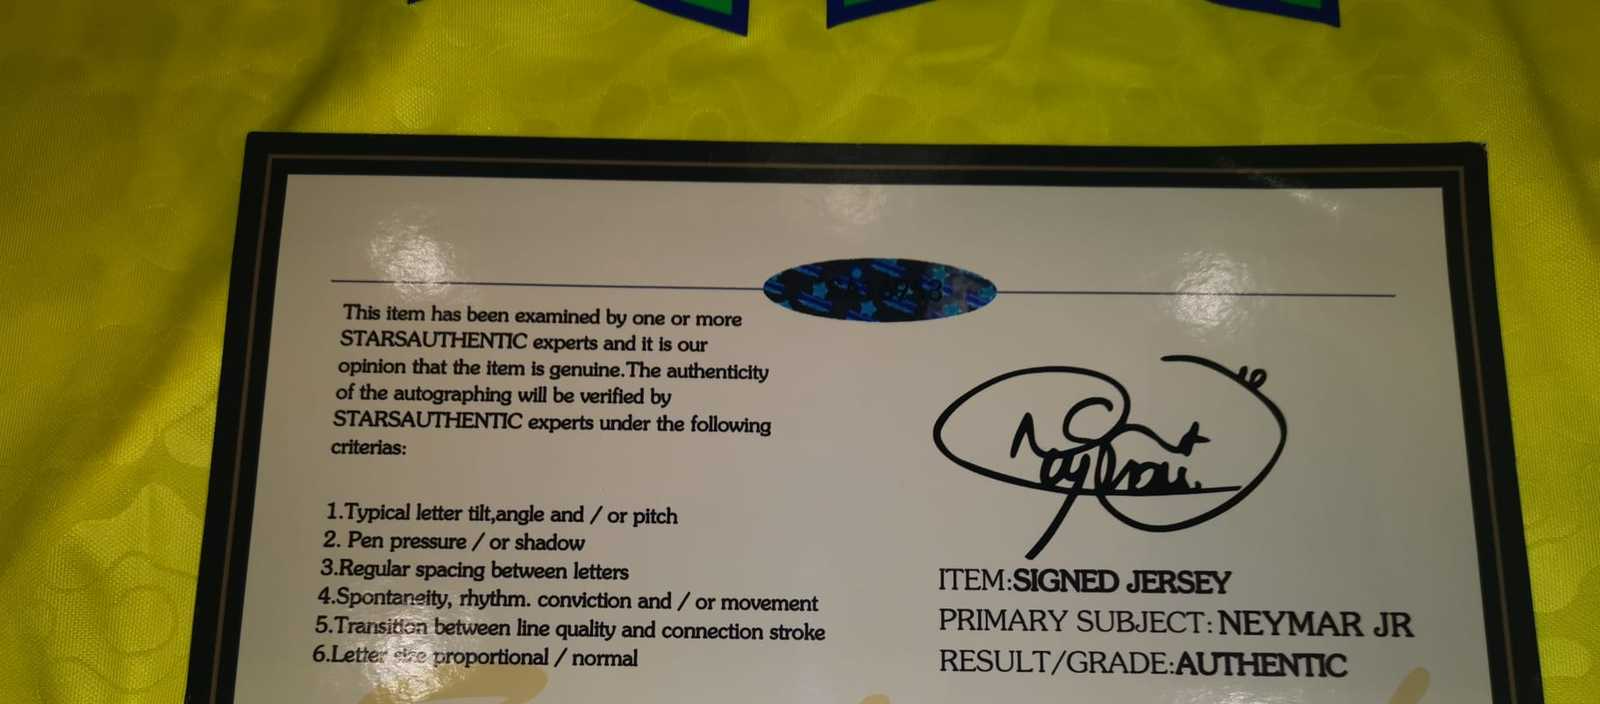 This item has been examined by one or more
STARSAUTHENTIC experts and it is our
opinion that the item is genuine.The authenticity
of the autographing will be verified by
STARSAUTHENTIC experts under the following
criterias:
1.Typical letter tilt,angle and / or pitch
2. Pen pressure / or shadow
3.Regular spacing between letters
4.Spontaneity, rhythm. conviction and / or movement
5.Transition between line quality and connection stroke
6.Letter size proportional / normal
ITEM:SIGNED JERSEY
PRIMARY SUBJECT:NEYMAR JR
RESULT/GRADE:AUTHENTIC